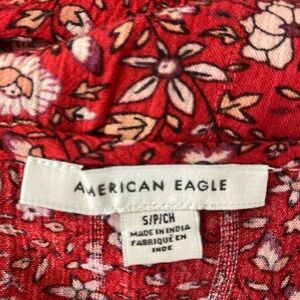 AMERICAN EAGLE
S/P/CH
MADE IN INDIA
FABRIQUÉ EN
INDE